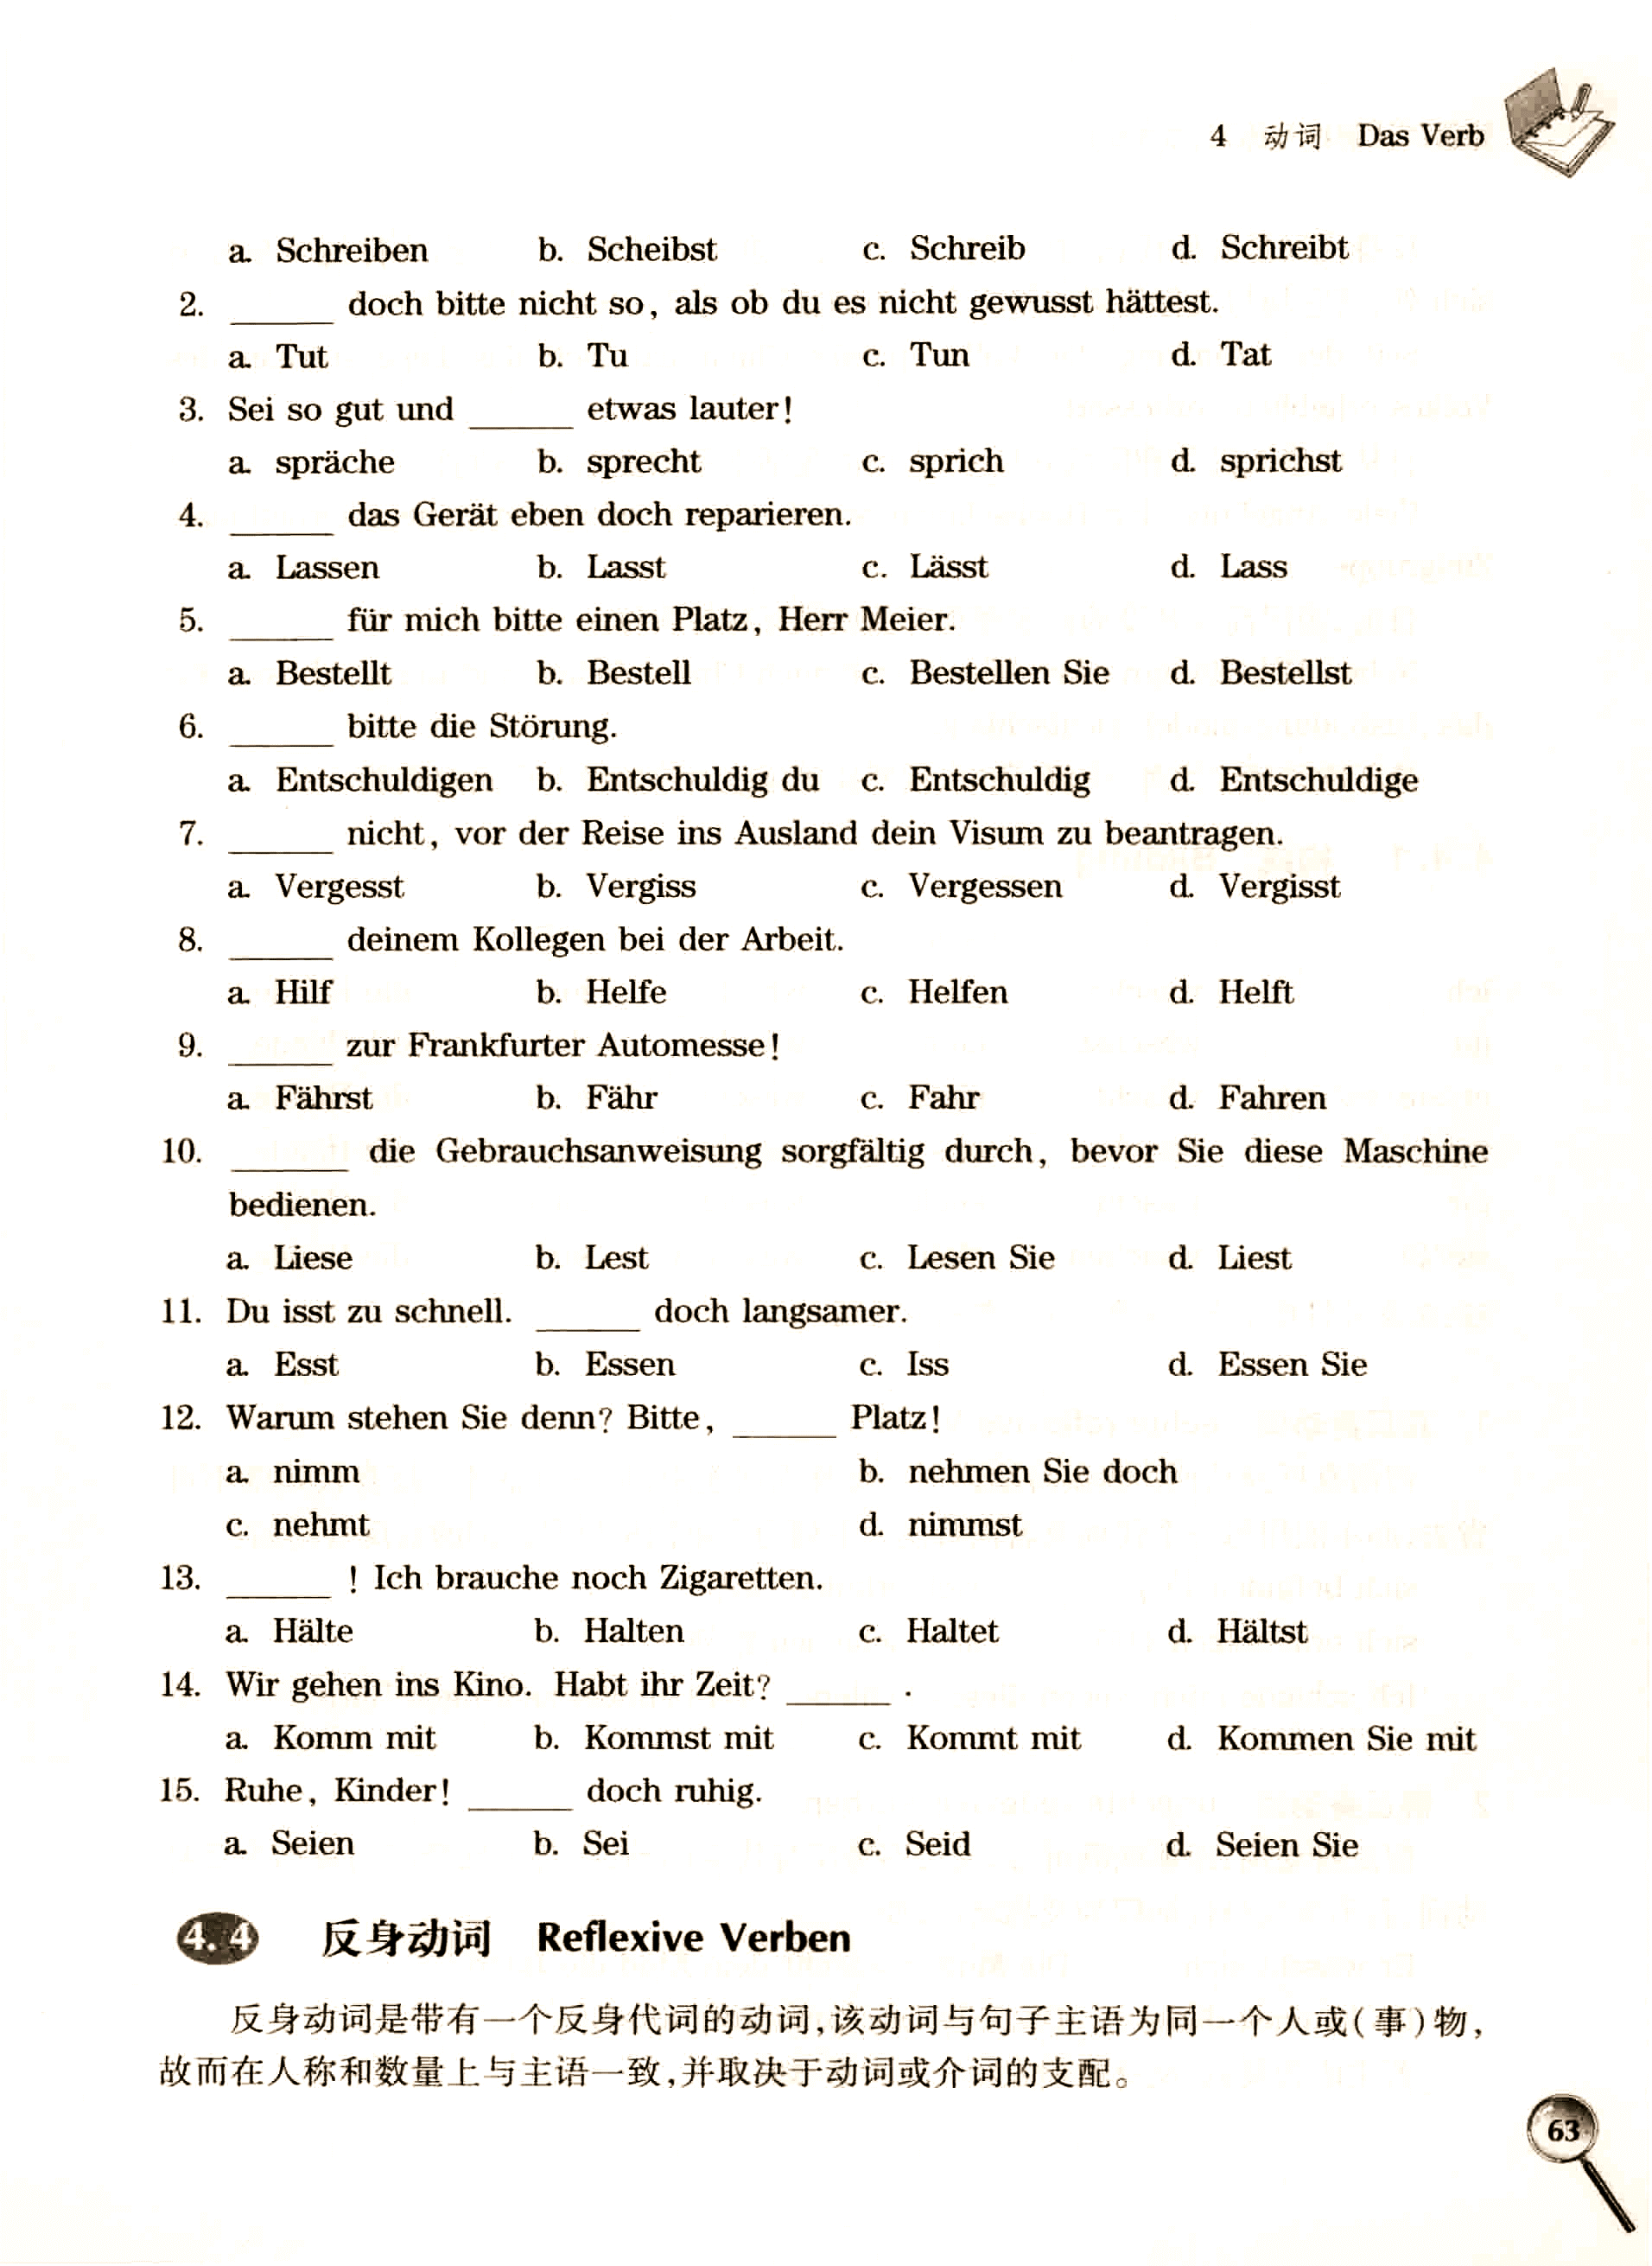 4 动词 Das Verb
a. Schreiben b. Scheibst c. Schreib d. Schreibt
2. ______ doch bitte nicht so, als ob du es nicht gewusst hättest.
a. Tut b. Tu c. Tun d. Tat
3. Sei so gut und ______ etwas lauter!
a. spräche b. sprecht c. sprich d. sprichst
4. ______ das Gerät eben doch reparieren.
a. Lassen b. Lasst c. Lässt d. Lass
5. ______ für mich bitte einen Platz, Herr Meier.
a. Bestellt b. Bestell c. Bestellen Sie d. Bestellst
6. ______ bitte die Störung.
a. Entschuldigen b. Entschuldig du c. Entschuldig d. Entschuldige
7. ______ nicht, vor der Reise ins Ausland dein Visum zu beantragen.
a. Vergesst b. Vergiss c. Vergessen d. Vergisst
8. ______ deinem Kollegen bei der Arbeit.
a. Hilf b. Helfe c. Helfen d. Helft
9. ______ zur Frankfurter Automesse!
a. Fährst b. Fähr c. Fahr d. Fahren
10. ______ die Gebrauchsanweisung sorgfältig durch, bevor Sie diese Maschine
bedienen.
a. Liese b. Lest c. Lesen Sie d. Liest
11. Du isst zu schnell. ______ doch langsamer.
a. Esst b. Essen c. Iss d. Essen Sie
12. Warum stehen Sie denn? Bitte, ______ Platz!
a. nimm b. nehmen Sie doch
c. nehmt d. nimmst
13. ______ ! Ich brauche noch Zigaretten.
a. Hälte b. Halten c. Haltet d. Hältst
14. Wir gehen ins Kino. Habt ihr Zeit? ______ .
a. Komm mit b. Kommst mit c. Kommt mit d. Kommen Sie mit
15. Ruhe, Kinder! ______ doch ruhig.
a. Seien b. Sei c. Seid d. Seien Sie
4.4 反身动词 Reflexive Verben
反身动词是带有一个反身代词的动词,该动词与句子主语为同一个人或(事)物,
故而在人称和数量上与主语一致,并取决于动词或介词的支配。
63